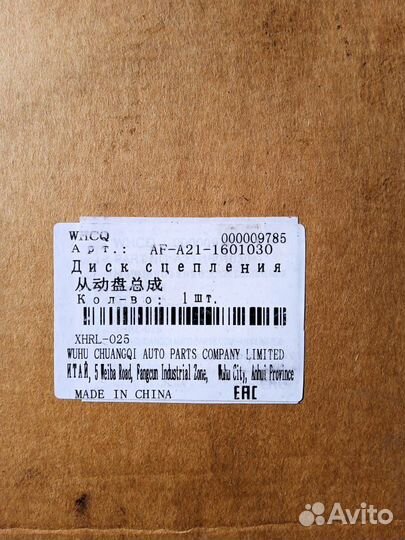 WHCQ 000009785
Арт.: AF-A21-1601030
Диск сцепления
从动盘总成
Кол-во: 1шт.
XHRL-025
WUHU CHUANGQI AUTO PARTS COMPANY LIMITED
ИТАЙ, 5 Weiba Road, Fangcun Industrial Zone, Wuhu City, Anhui Province
MADE IN CHINA EAC
Avito